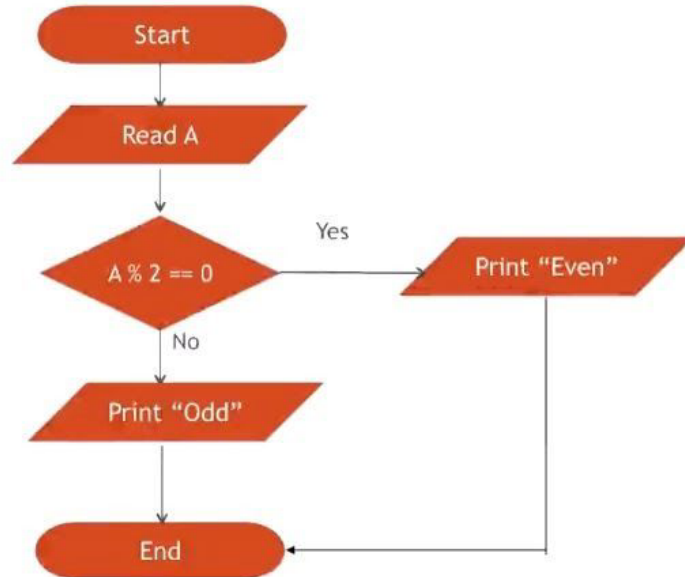 Start
Read A
Yes
A % 2 == 0
Print “Even”
No
Print “Odd”
End